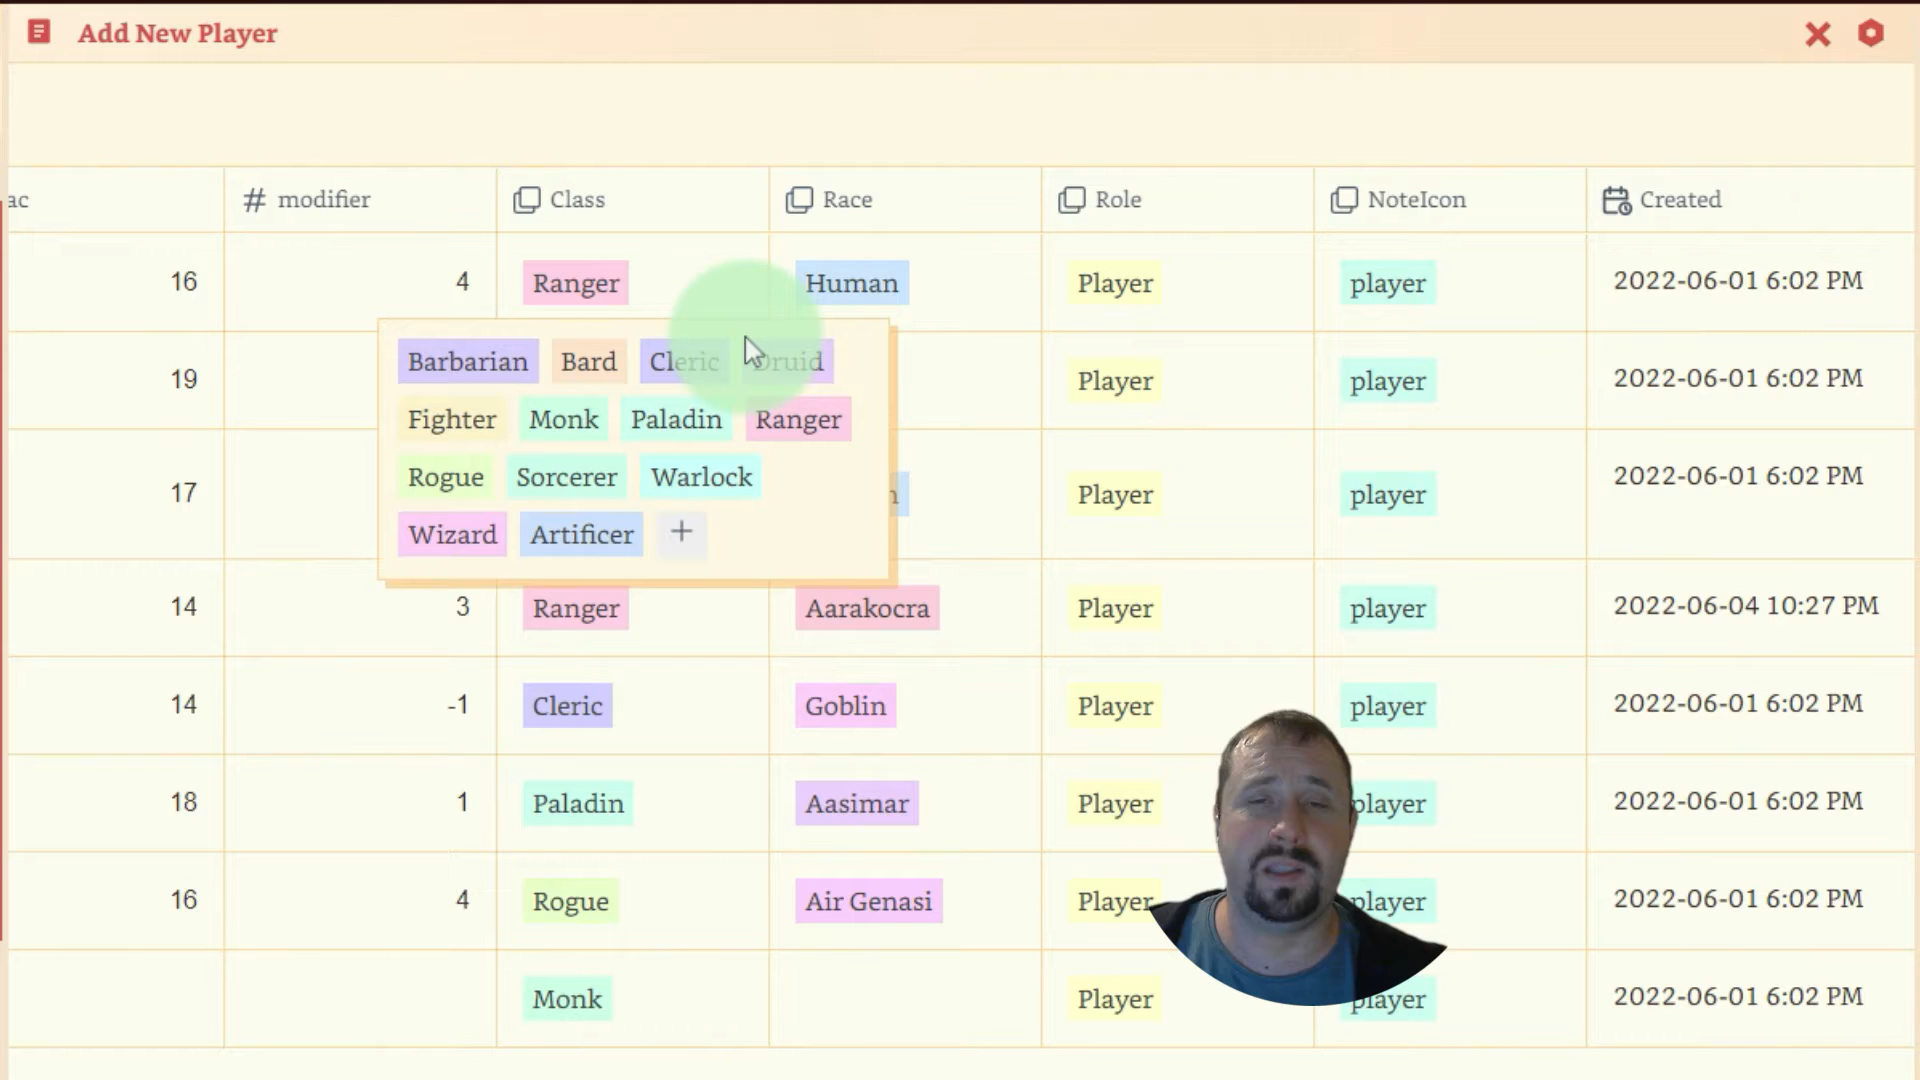 Add New Player
ac # modifier Class Race Role NoteIcon Created
16 4 Ranger Human Player player 2022-06-01 6:02 PM
Barbarian Bard Cleric Druid
19 Player player 2022-06-01 6:02 PM
Fighter Monk Paladin Ranger
Rogue Sorcerer Warlock
17 Player player 2022-06-01 6:02 PM
Wizard Artificer +
14 3 Ranger Aarakocra Player player 2022-06-04 10:27 PM
14 -1 Cleric Goblin Player player 2022-06-01 6:02 PM
18 1 Paladin Aasimar Player player 2022-06-01 6:02 PM
16 4 Rogue Air Genasi Player player 2022-06-01 6:02 PM
Monk Player player 2022-06-01 6:02 PM